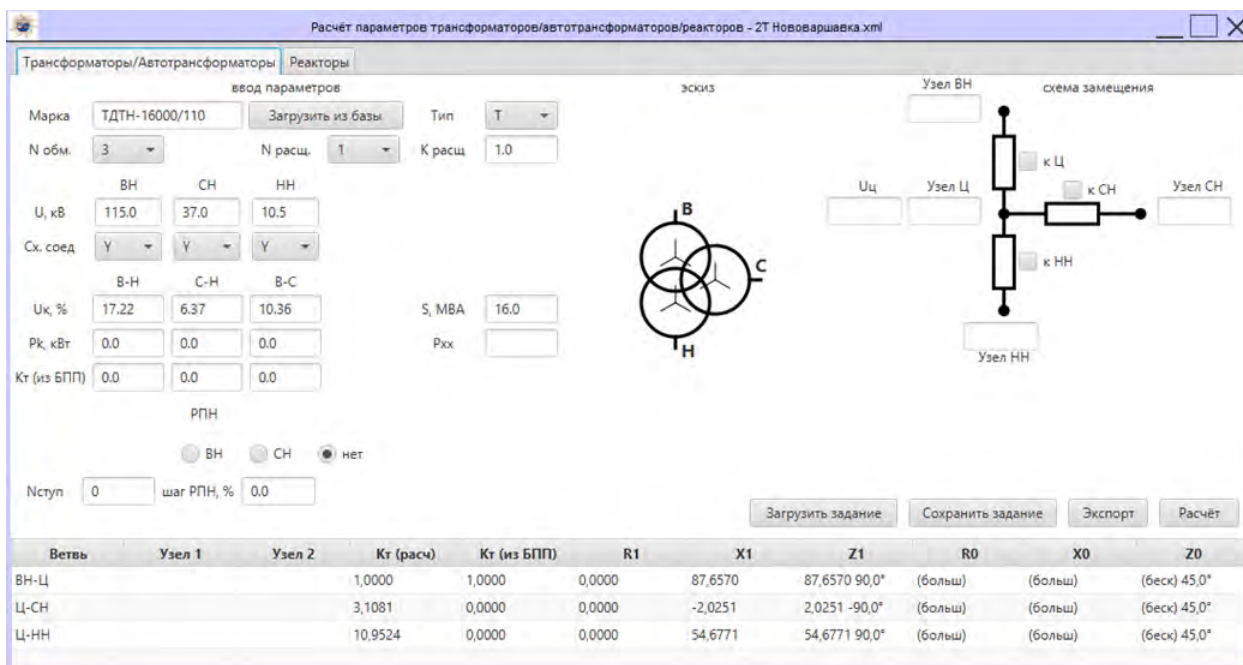 Расчёт параметров трансформаторов/автотрансформаторов/реакторов - 2Т Нововаршавка.xml
Трансформаторы/Автотрансформаторы Реакторы
ввод параметров эскиз Узел ВН схема замещения
Марка ТДТН-16000/110 Загрузить из базы Тип Т
N обм. 3 N расщ. 1 К расщ 1.0
к Ц
ВН СН НН Uц Узел Ц к СН Узел СН
U, кВ 115.0 37.0 10.5
В
Сх. соед Y Y Y
С
к НН
В-Н С-Н В-С
Uк, % 17.22 6.37 10.36 S, МВА 16.0
Pk, кВт 0.0 0.0 0.0 Pxx
Н
Узел НН
Кт (из БПП) 0.0 0.0 0.0
РПН
ВН СН нет
Nступ 0 шаг РПН, % 0.0
Загрузить задание Сохранить задание Экспорт Расчёт
Ветвь Узел 1 Узел 2 Кт (расч) Кт (из БПП) R1 X1 Z1 R0 X0 Z0
ВН-Ц 1,0000 1,0000 0,0000 87,6570 87,6570 90,0° (больш) (больш) (беск) 45,0°
Ц-СН 3,1081 0,0000 0,0000 -2,0251 2,0251 -90,0° (больш) (больш) (беск) 45,0°
Ц-НН 10,9524 0,0000 0,0000 54,6771 54,6771 90,0° (больш) (больш) (беск) 45,0°